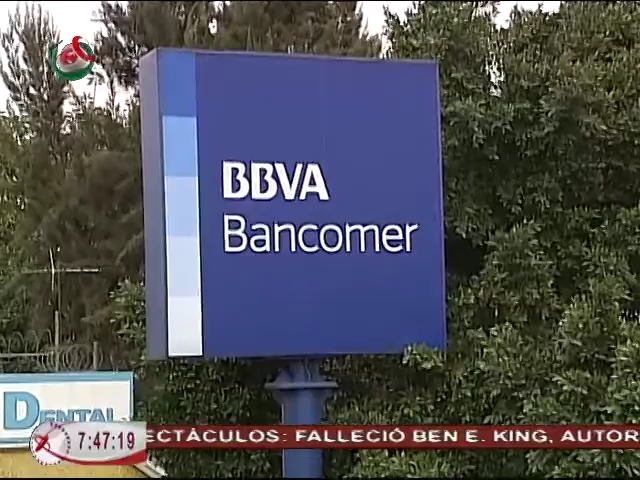 BBVA
Bancomer
DENTAL
7:47:19
ECTÁCULOS: FALLECIÓ BEN E. KING, AUTOR